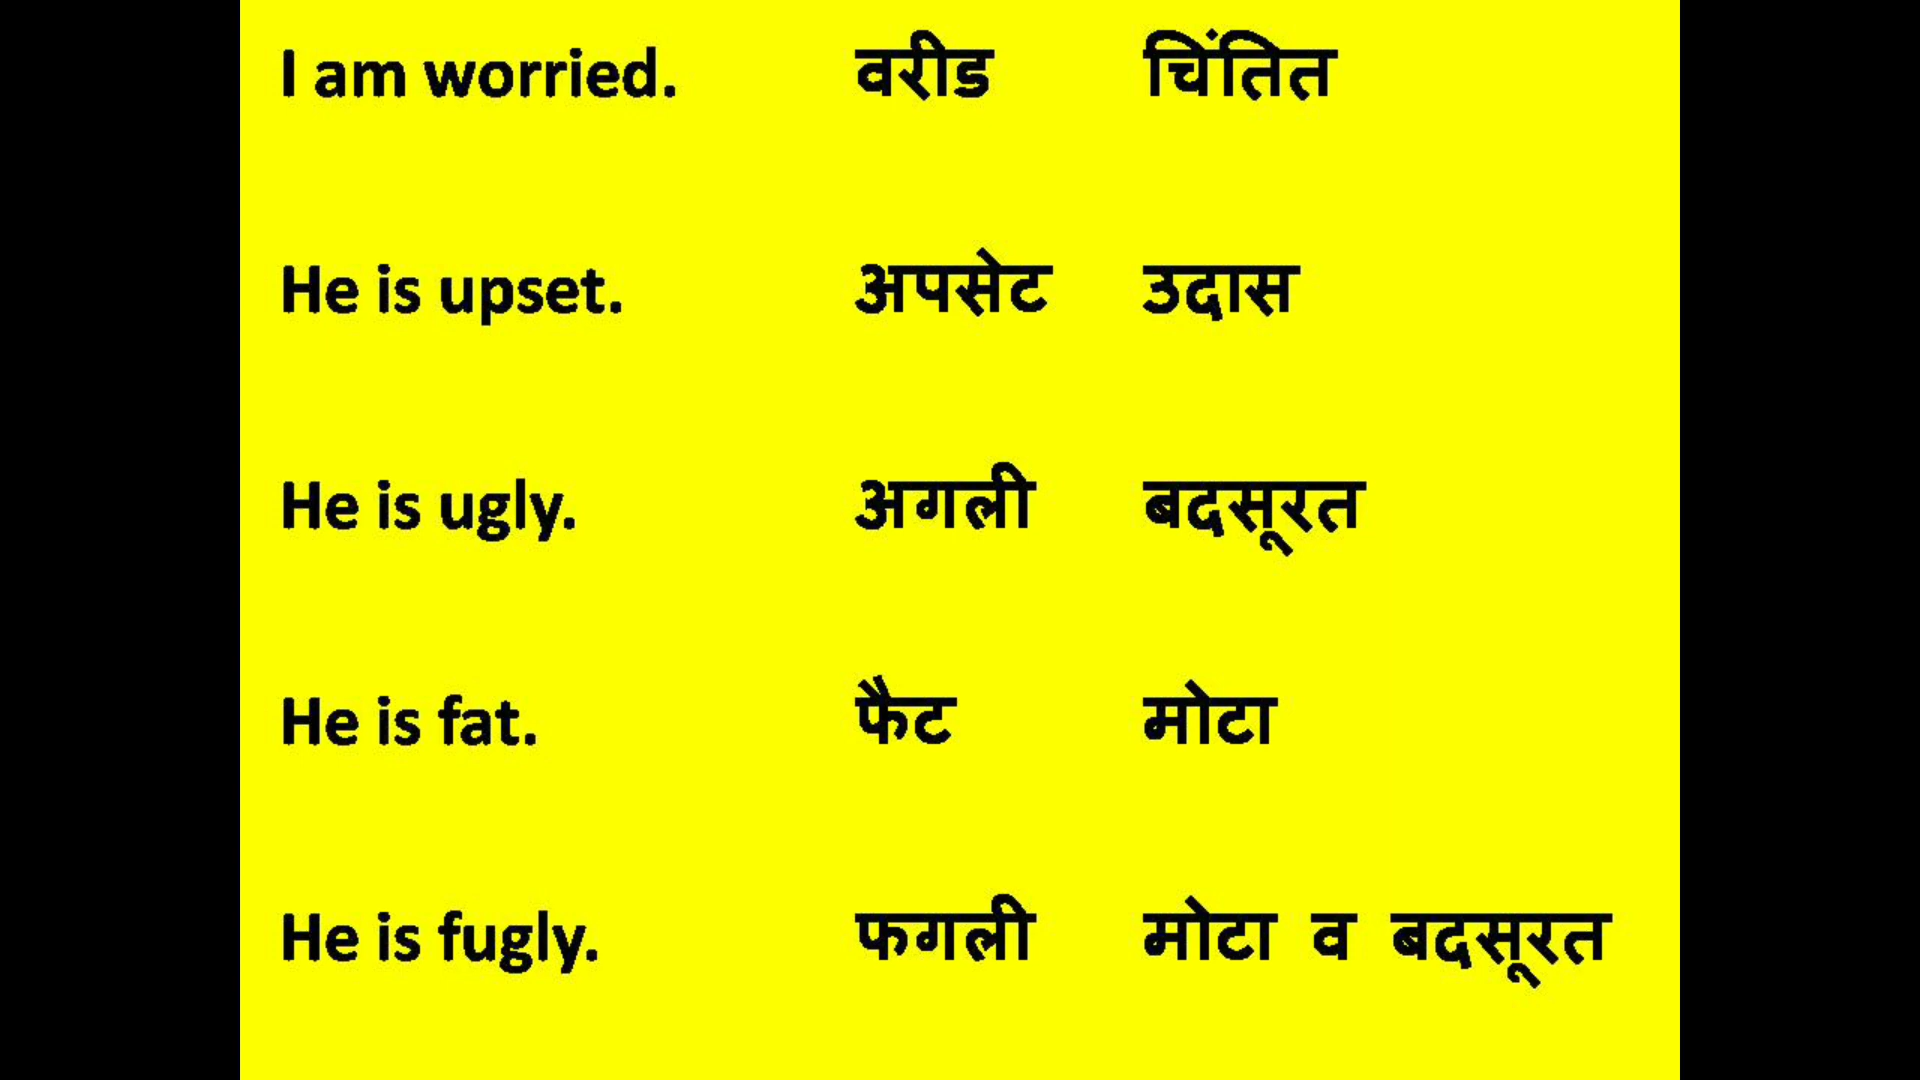 I am worried. वरीड चिंतित
He is upset. अपसेट उदास
He is ugly. अगली बदसूरत
He is fat. फैट मोटा
He is fugly. फगली मोटा व बदसूरत